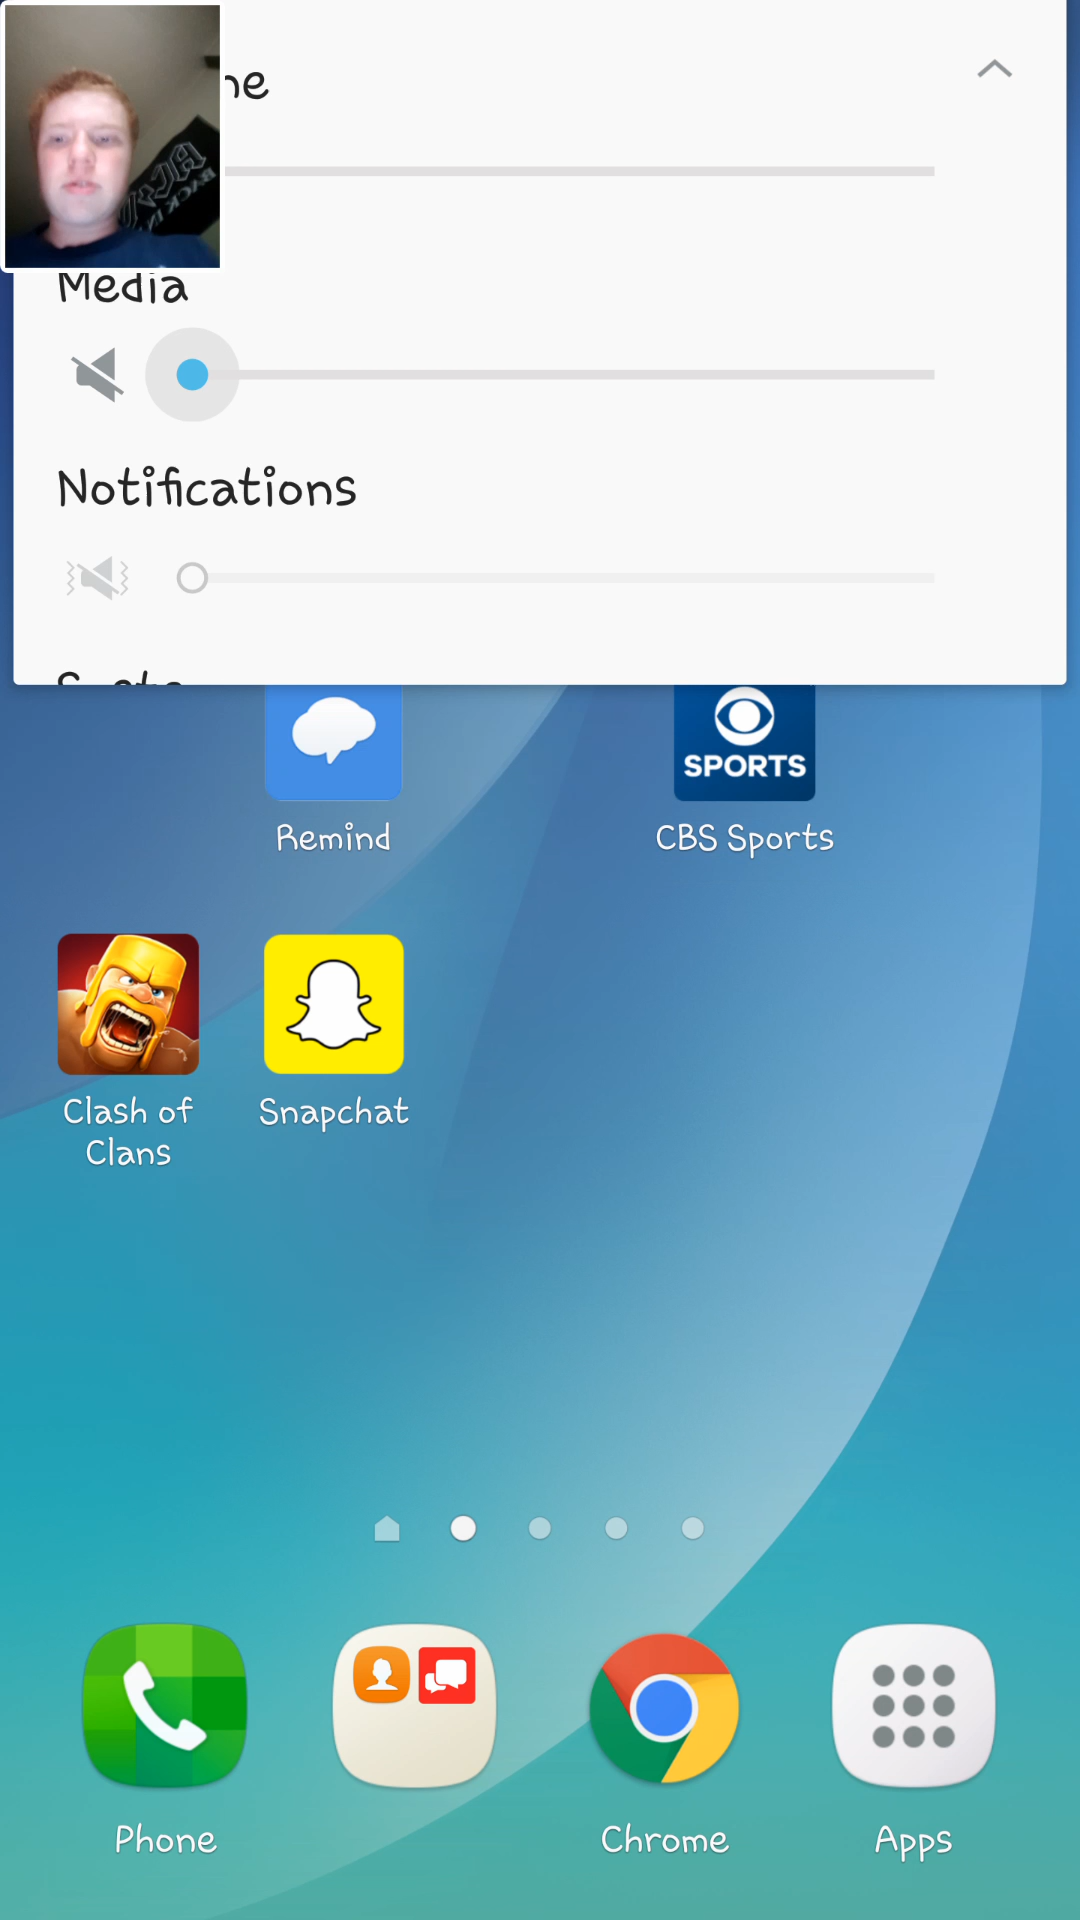 Media
Notifications
SPORTS
Remind
CBS Sports
Clash of
Clans
Snapchat
Phone
Chrome
Apps